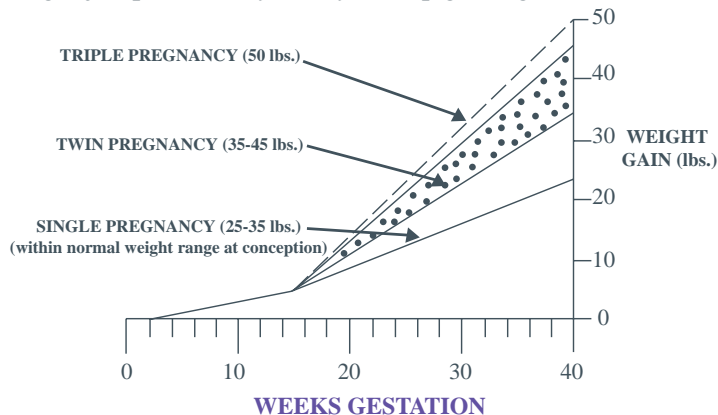 50
TRIPLE PREGNANCY (50 lbs.)
40
TWIN PREGNANCY (35-45 lbs.)
30
WEIGHT
GAIN (lbs.)
20
SINGLE PREGNANCY (25-35 lbs.)
(within normal weight range at conception)
10
0
0 10 20 30 40
WEEKS GESTATION